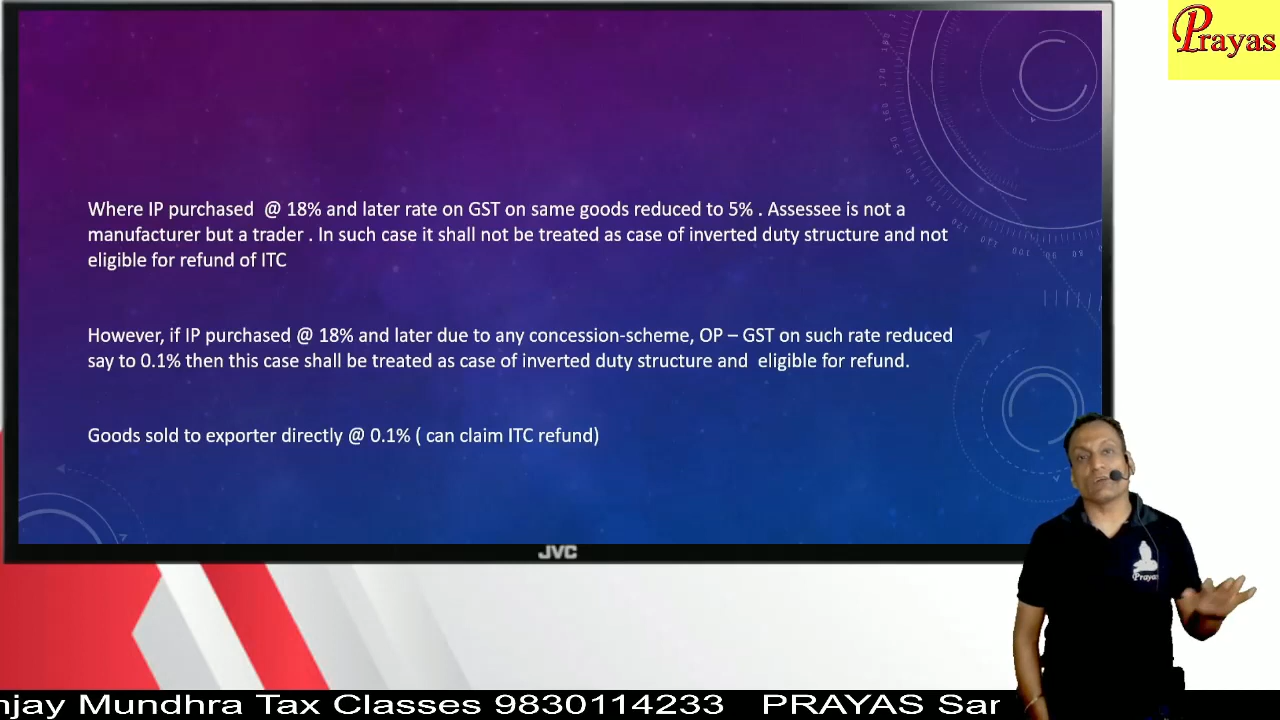 Prayas
Where IP purchased @ 18% and later rate on GST on same goods reduced to 5% . Assessee is not a
manufacturer but a trader . In such case it shall not be treated as case of inverted duty structure and not
eligible for refund of ITC
However, if IP purchased @ 18% and later due to any concession-scheme, OP – GST on such rate reduced
say to 0.1% then this case shall be treated as case of inverted duty structure and eligible for refund.
Goods sold to exporter directly @ 0.1% ( can claim ITC refund)
JVC
Prayas
njay Mundhra Tax Classes 9830114233 PRAYAS Sar